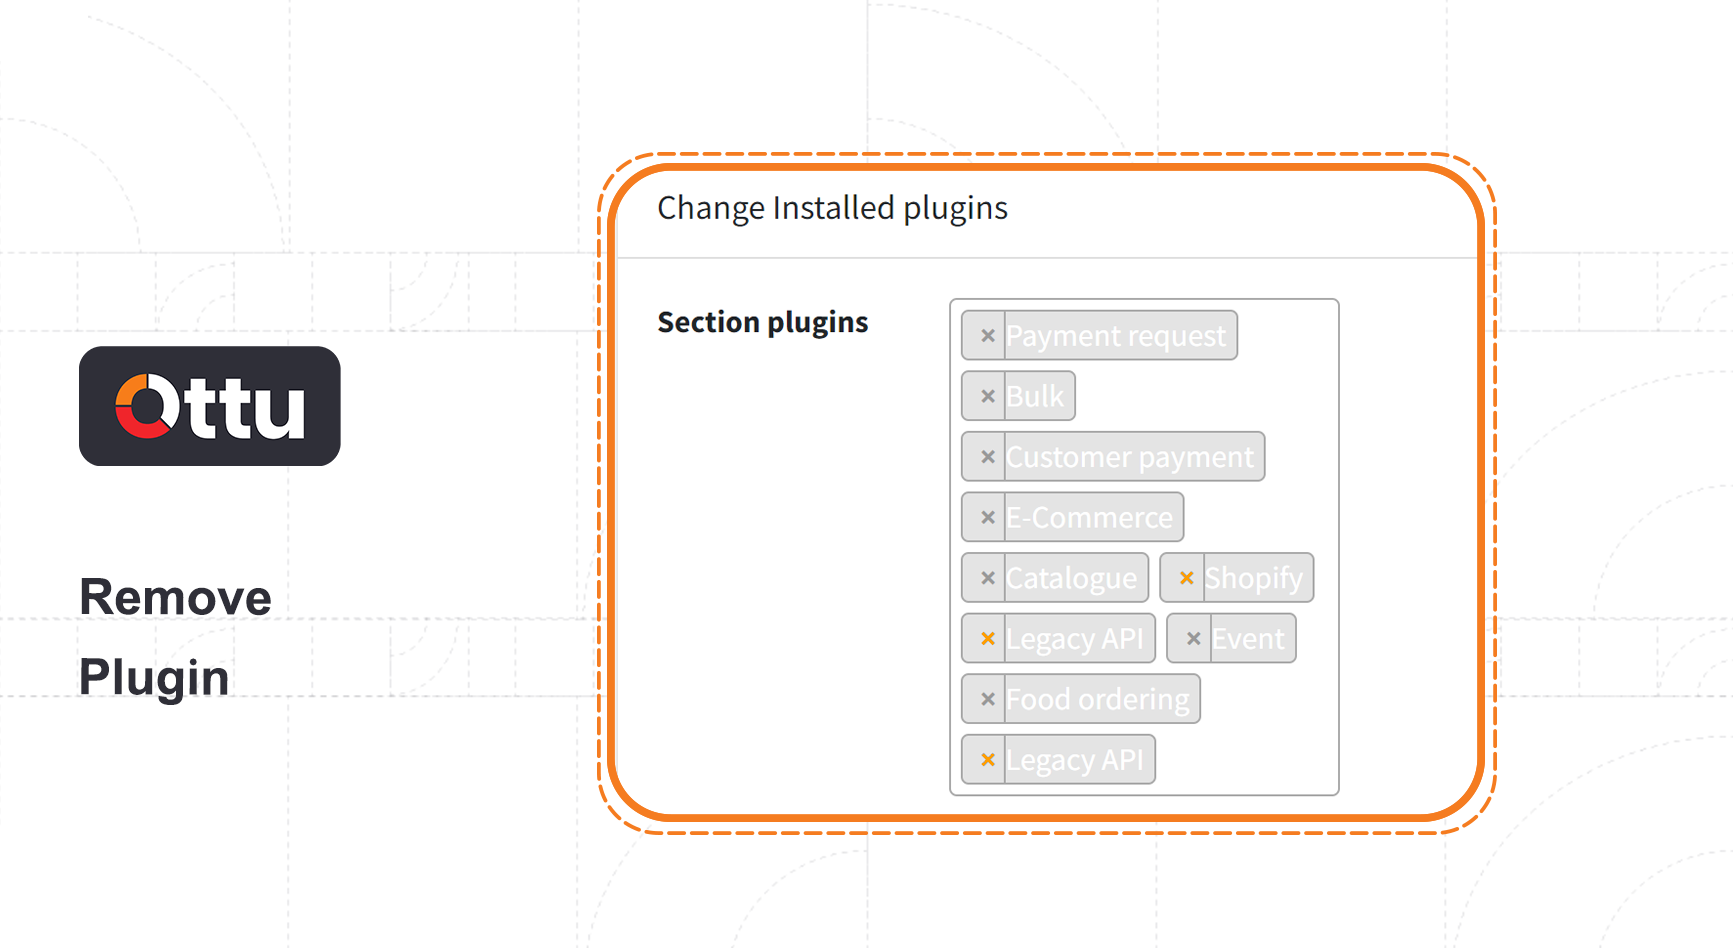 Ottu
Remove
Plugin
Change Installed plugins
Section plugins
× Payment request
× Bulk
× Customer payment
× E-Commerce
× Catalogue × Shopify
× Legacy API × Event
× Food ordering
× Legacy API